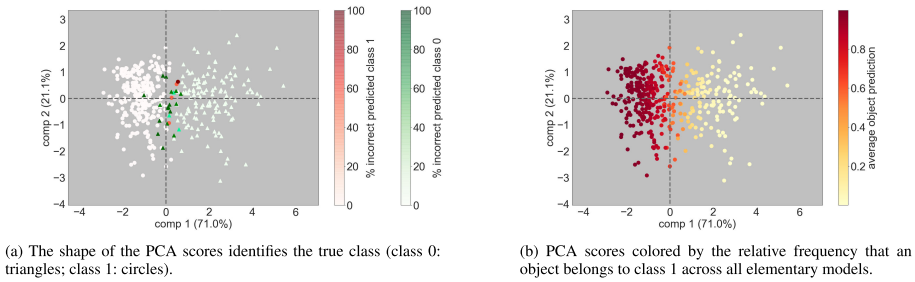 3
2
1
0
−1
−2
−3
−4
comp 2 (21.1%)
−4 −2 0 2 4 6
comp 1 (71.0%)
100
80
60
40
20
0
% incorrect predicted class 1
100
80
60
40
20
0
% incorrect predicted class 0
(a) The shape of the PCA scores identifies the true class (class 0:
triangles; class 1: circles).
3
2
1
0
−1
−2
−3
−4
comp 2 (21.1%)
−4 −2 0 2 4 6
comp 1 (71.0%)
0.8
0.6
0.4
0.2
average object prediction
(b) PCA scores colored by the relative frequency that an
object belongs to class 1 across all elementary models.